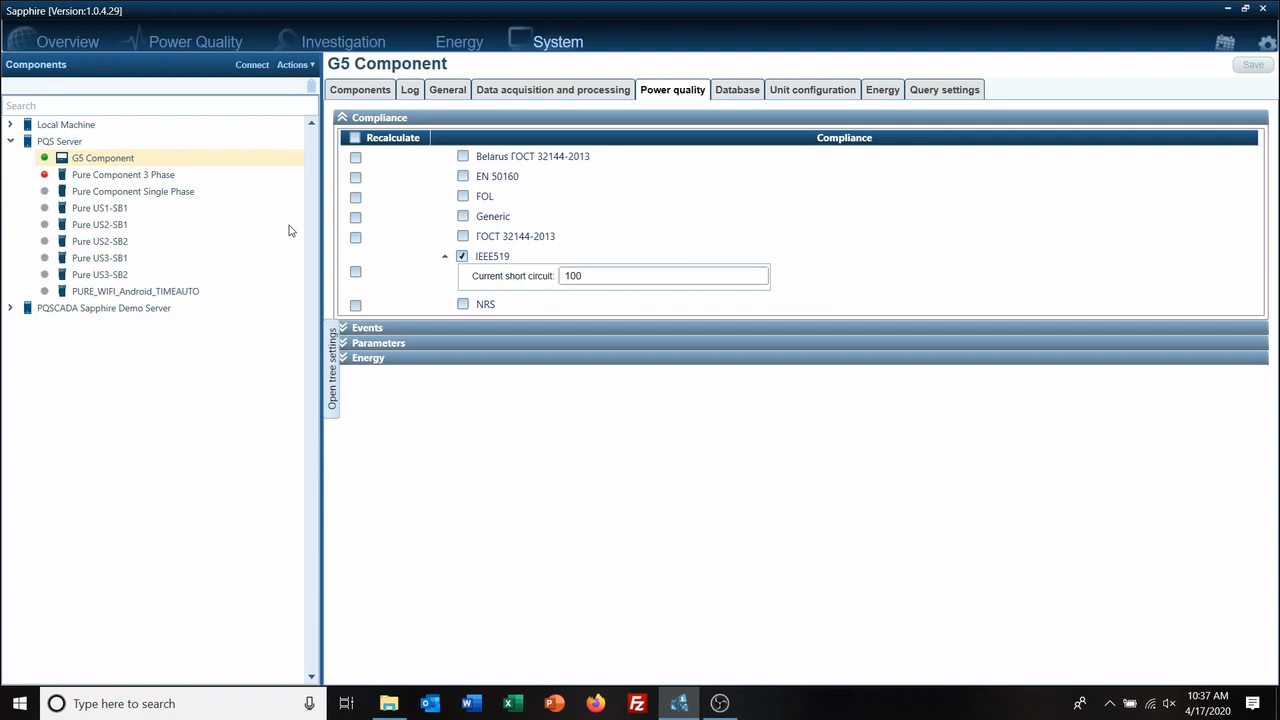 Sapphire [Version:1.0.4.29]
Overview Power Quality Investigation Energy System
Components Connect Actions
G5 Component Save
Components Log General Data acquisition and processing Power quality Database Unit configuration Energy Query settings
Search
Local Machine
PQS Server
G5 Component
Pure Component 3 Phase
Pure Component Single Phase
Pure US1-SB1
Pure US2-SB1
Pure US2-SB2
Pure US3-SB1
Pure US3-SB2
PURE_WIFI_Android_TIMEAUTO
PQSCADA Sapphire Demo Server
Open tree settings
Compliance
Recalculate Compliance
Belarus ГОСТ 32144-2013
EN 50160
FOL
Generic
ГОСТ 32144-2013
IEEE519
Current short circuit: 100
NRS
Events
Parameters
Energy
Type here to search
10:37 AM
4/17/2020